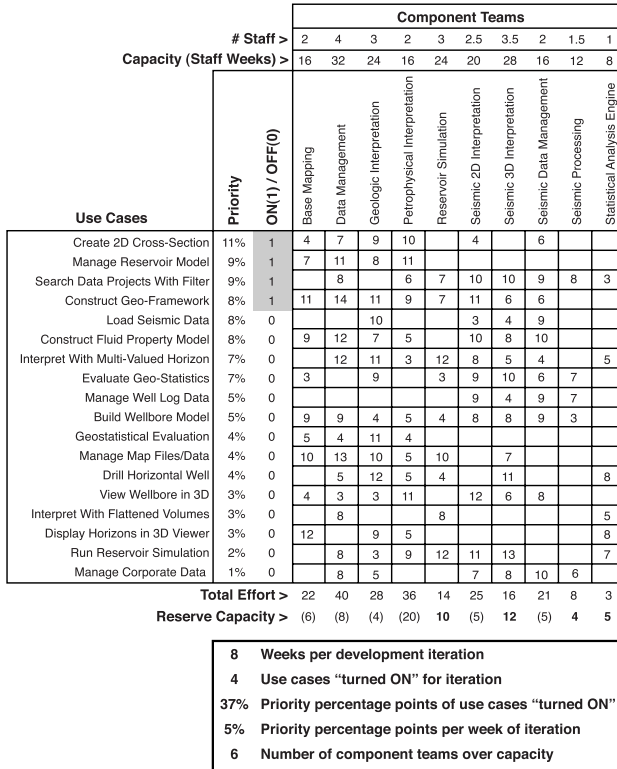 Component Teams
# Staff > 2 4 3 2 3 2.5 3.5 2 1.5 1
Capacity (Staff Weeks) > 16 32 24 16 24 20 28 16 12 8
Use Cases Priority ON(1) / OFF(0) Base Mapping Data Management Geologic Interpretation Petrophysical Interpretation Reservoir Simulation Seismic 2D Interpretation Seismic 3D Interpretation Seismic Data Management Seismic Processing Statistical Analysis Engine
Create 2D Cross-Section 11% 1 4 7 9 10 4 6
Manage Reservoir Model 9% 1 7 11 8 11
Search Data Projects With Filter 9% 1 8 6 7 10 10 9 8 3
Construct Geo-Framework 8% 1 11 14 11 9 7 11 6 6
Load Seismic Data 8% 0 10 3 4 9
Construct Fluid Property Model 8% 0 9 12 7 5 10 8 10
Interpret With Multi-Valued Horizon 7% 0 12 11 3 12 8 5 4 5
Evaluate Geo-Statistics 7% 0 3 9 3 9 10 6 7
Manage Well Log Data 5% 0 9 4 9 7
Build Wellbore Model 5% 0 9 9 4 5 4 8 8 9 3
Geostatistical Evaluation 4% 0 5 4 11 4
Manage Map Files/Data 4% 0 10 13 10 5 10 7
Drill Horizontal Well 4% 0 5 12 5 4 11 8
View Wellbore in 3D 3% 0 4 3 3 11 12 6 8
Interpret With Flattened Volumes 3% 0 8 8 5
Display Horizons in 3D Viewer 3% 0 12 9 5 8
Run Reservoir Simulation 2% 0 8 3 9 12 11 13 7
Manage Corporate Data 1% 0 8 5 7 8 10 6
Total Effort > 22 40 28 36 14 25 16 21 8 3
Reserve Capacity > (6) (8) (4) (20) 10 (5) 12 (5) 4 5
8 Weeks per development iteration
4 Use cases “turned ON” for iteration
37% Priority percentage points of use cases “turned ON”
5% Priority percentage points per week of iteration
6 Number of component teams over capacity